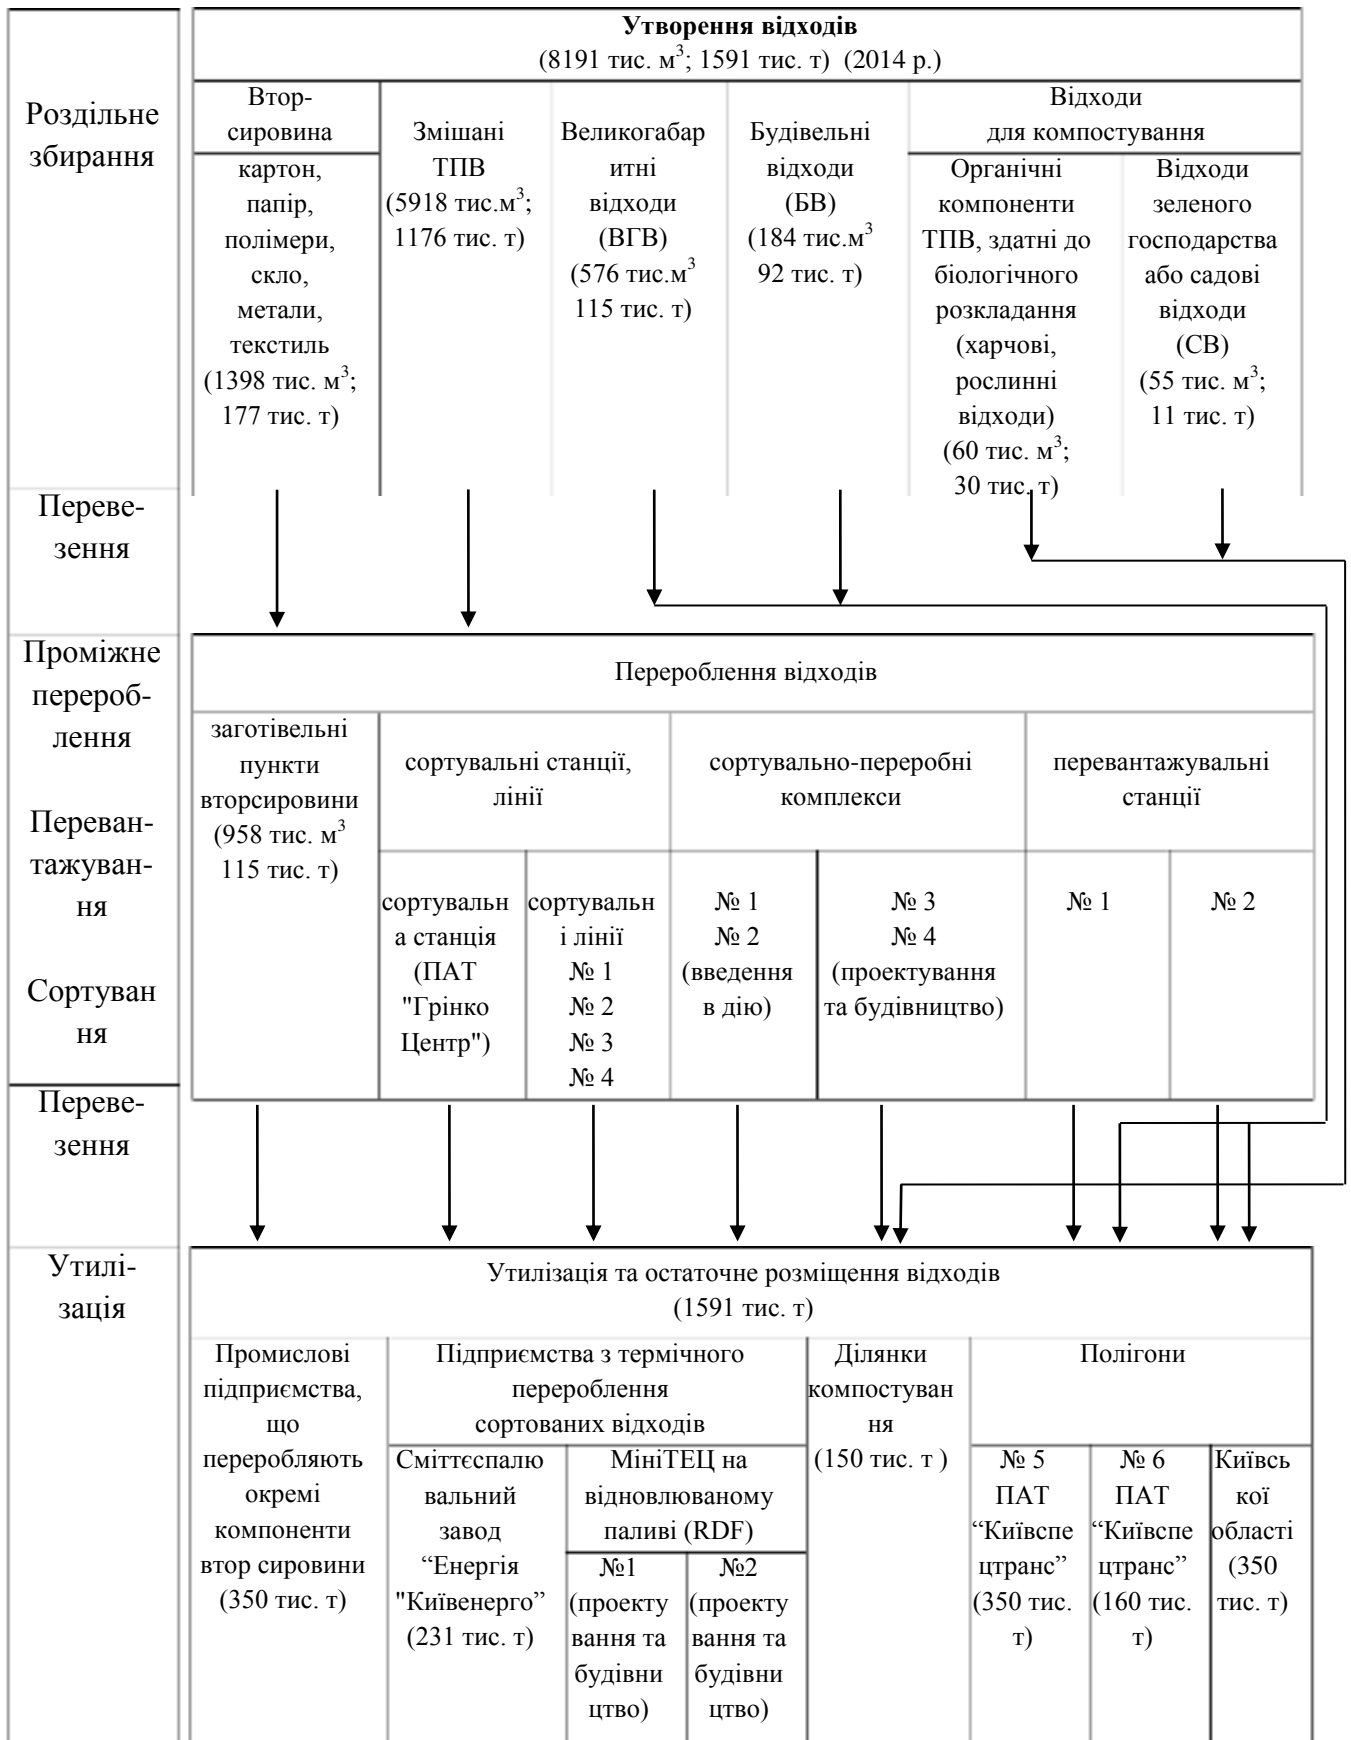 Роздільне
збирання
Утворення відходів
(8191 тис. м³; 1591 тис. т) (2014 р.)
Втор-
сировина
картон,
папір,
полімери,
скло,
метали,
текстиль
(1398 тис. м³;
177 тис. т)
Змішані
ТПВ
(5918 тис.м³;
1176 тис. т)
Великогабар
итні
відходи
(ВГВ)
(576 тис.м³
115 тис. т)
Будівельні
відходи
(БВ)
(184 тис.м³
92 тис. т)
Відходи
для компостування
Органічні
компоненти
ТПВ, здатні до
біологічного
розкладання
(харчові,
рослинні
відходи)
(60 тис. м³;
30 тис. т)
Відходи
зеленого
господарства
або садові
відходи
(СВ)
(55 тис. м³;
11 тис. т)
Переве-
зення
Проміжне
перероб-
лення
Переван-
тажуван-
ня
Сортуван
ня
Перероблення відходів
заготівельні
пункти
вторсировини
(958 тис. м³
115 тис. т)
сортувальні станції,
лінії
сортувальн
а станція
(ПАТ
"Грінко
Центр")
сортувальн
і лінії
№ 1
№ 2
№ 3
№ 4
сортувально-переробні
комплекси
№ 1
№ 2
(введення
в дію)
№ 3
№ 4
(проектування
та будівництво)
перевантажувальні
станції
№ 1
№ 2
Переве-
зення
Утилі-
зація
Утилізація та остаточне розміщення відходів
(1591 тис. т)
Промислові
підприємства,
що
переробляють
окремі
компоненти
втор сировини
(350 тис. т)
Підприємства з термічного
перероблення
сортованих відходів
Сміттєспалю
вальний
завод
“Енергія
"Київенерго”
(231 тис. т)
МініТЕЦ на
відновлюваному
паливі (RDF)
№1
(проекту
вання та
будівни
цтво)
№2
(проекту
вання та
будівни
цтво)
Ділянки
компостуван
ня
(150 тис. т )
Полігони
№ 5
ПАТ
“Київспе
цтранс”
(350 тис.
т)
№ 6
ПАТ
“Київспе
цтранс”
(160 тис.
т)
Київсь
кої
області
(350
тис. т)